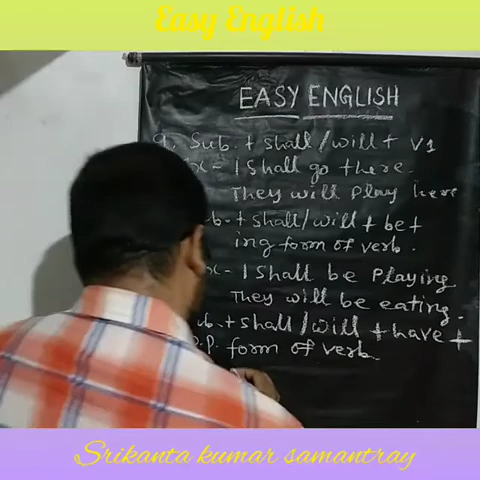 Easy English
EASY ENGLISH
9. Sub. + shall/will + V1
- I shall go there.
They will play here
+ shall/will + be +
ing form of verb.
- I shall be playing
They will be eating.
+ shall/will + have +
P. form of verb.
Srikanta kumar samantray